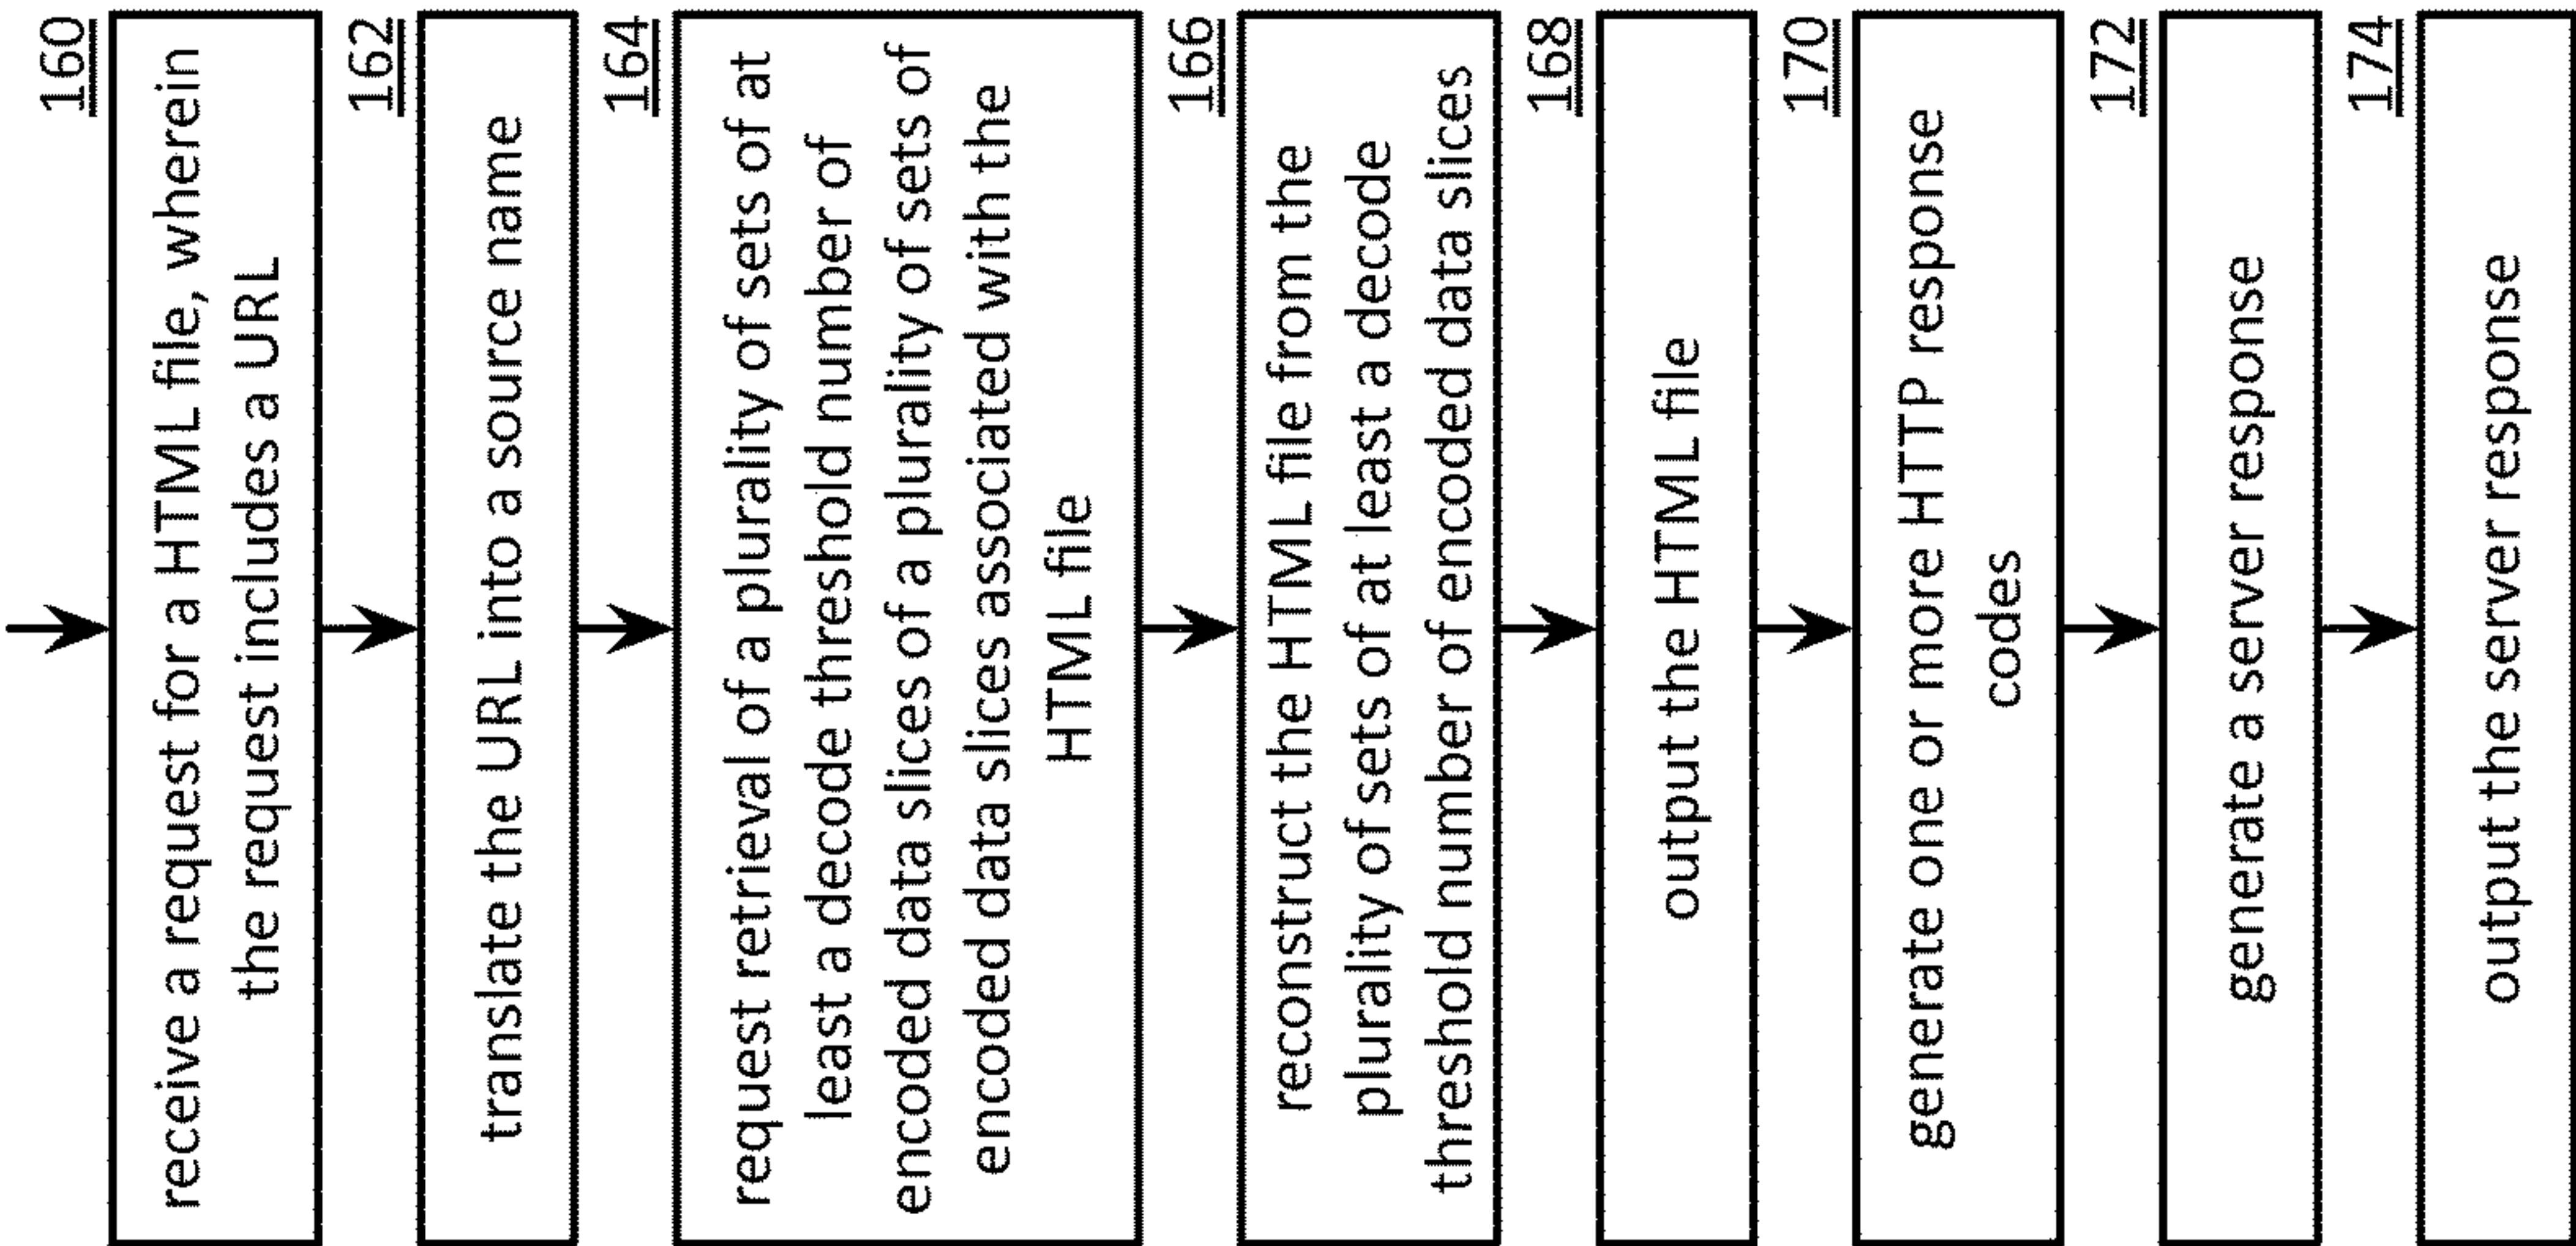 160
receive a request for a HTML file, wherein
the request includes a URL
162
translate the URL into a source name
164
request retrieval of a plurality of sets of at
least a decode threshold number of
encoded data slices of a plurality of sets of
encoded data slices associated with the
HTML file
166
reconstruct the HTML file from the
plurality of sets of at least a decode
threshold number of encoded data slices
168
output the HTML file
170
generate one or more HTTP response
codes
172
generate a server response
174
output the server response